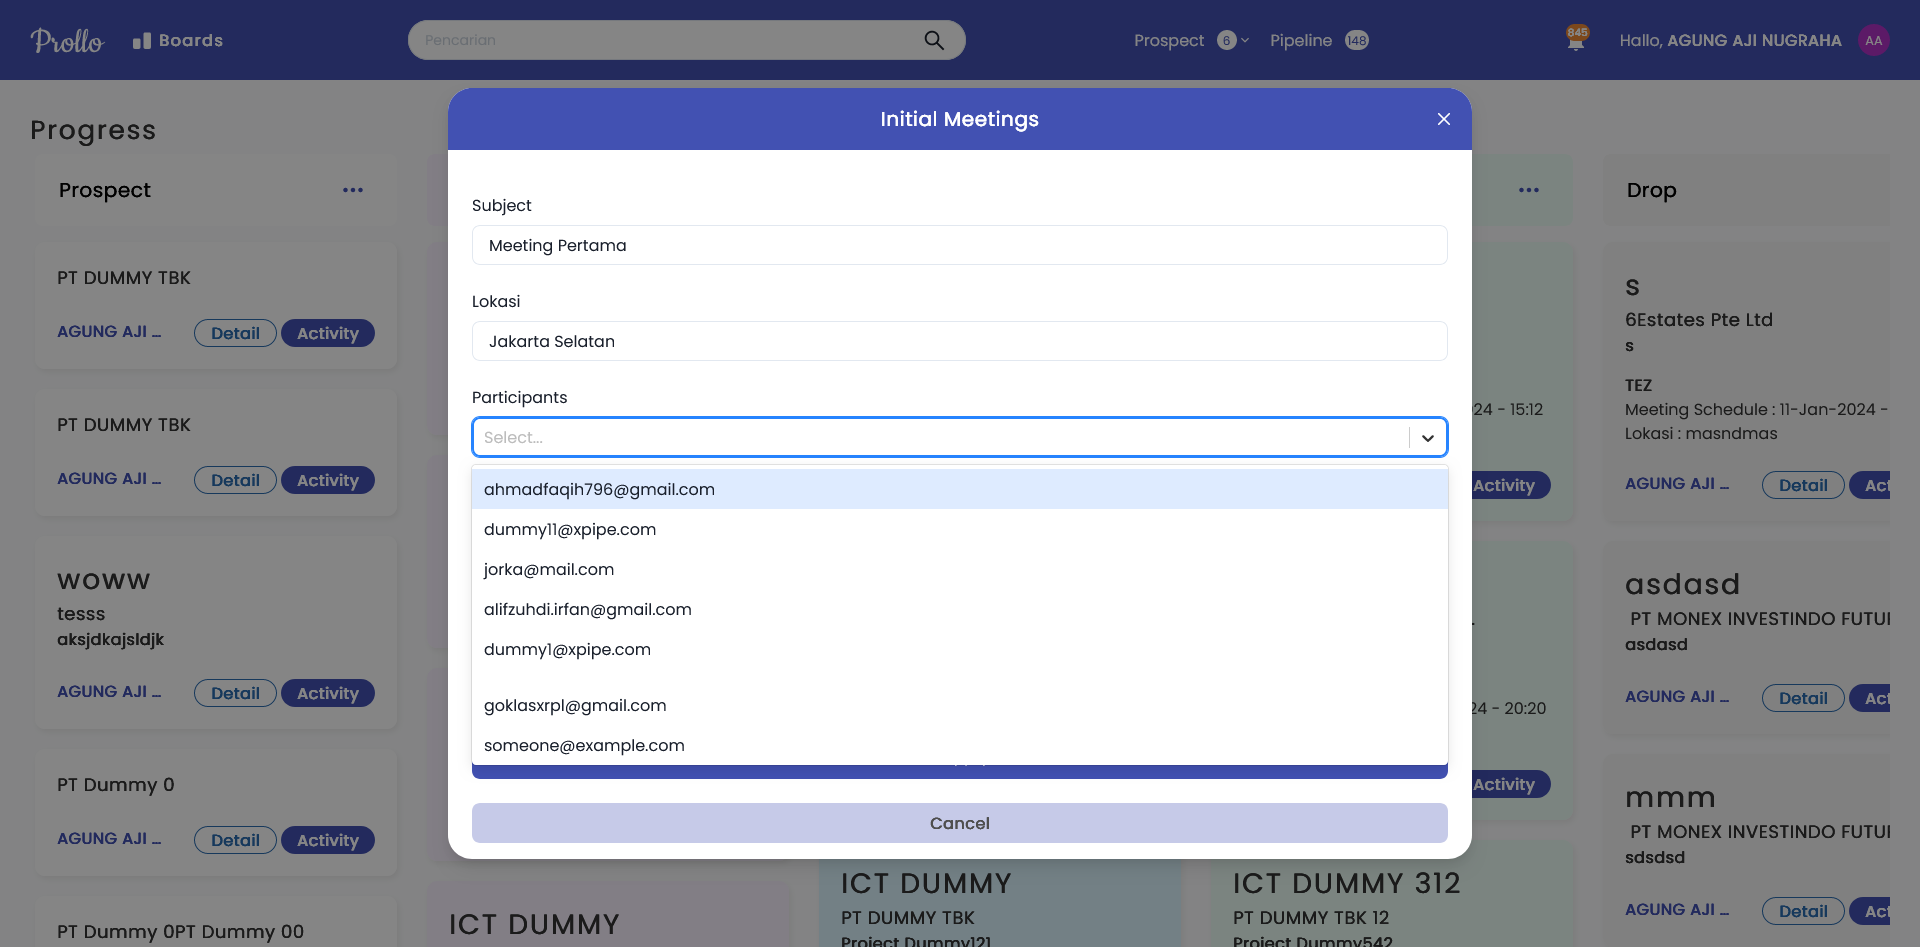 Prollo
Boards
Pencarian
Prospect 6
Pipeline 148
845
Hallo, AGUNG AJI NUGRAHA
AA
Progress
Prospect
PT DUMMY TBK
AGUNG AJI ...
Detail
Activity
PT DUMMY TBK
AGUNG AJI ...
Detail
Activity
WOWW
tesss
aksjdkajsldjk
AGUNG AJI ...
Detail
Activity
PT Dummy 0
AGUNG AJI ...
Detail
Activity
PT Dummy 0PT Dummy 00
Initial Meetings
Subject
Meeting Pertama
Lokasi
Jakarta Selatan
Participants
Select...
ahmadfaqih796@gmail.com
dummy11@xpipe.com
jorka@mail.com
alifzuhdi.irfan@gmail.com
dummy1@xpipe.com
goklasxrpl@gmail.com
someone@example.com
Cancel
ICT DUMMY
ICT DUMMY
PT DUMMY TBK
Project Dummy121
24 - 15:12
Activity
24 - 20:20
Activity
ICT DUMMY 312
PT DUMMY TBK 12
Project Dummy542
Drop
S
6Estates Pte Ltd
s
TEZ
Meeting Schedule : 11-Jan-2024 -
Lokasi : masndmas
AGUNG AJI ...
Detail
Act
asdasd
PT MONEX INVESTINDO FUTU
asdasd
AGUNG AJI ...
Detail
Act
mmm
PT MONEX INVESTINDO FUTU
sdsdsd
AGUNG AJI ...
Detail
Act